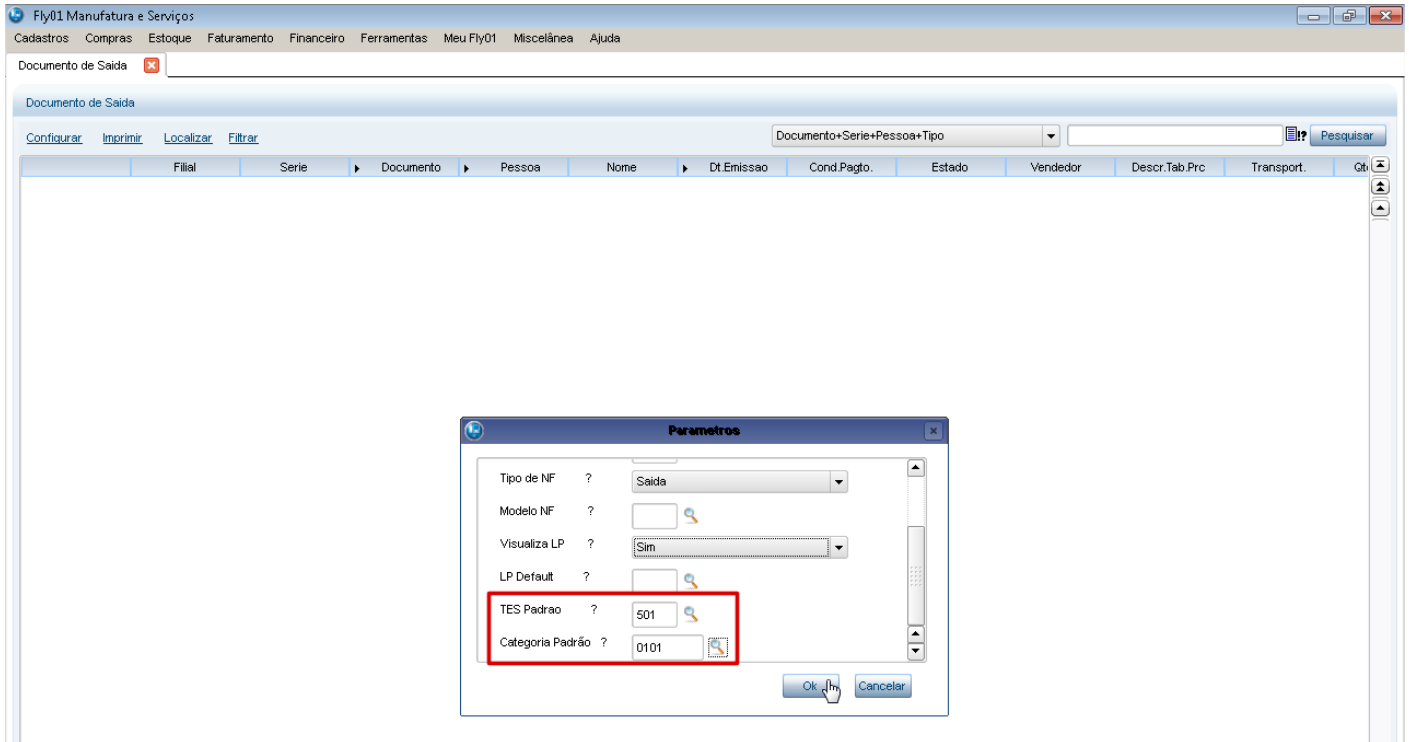 Fly01 Manufatura e Serviços
Cadastros Compras Estoque Faturamento Financeiro Ferramentas Meu Fly01 Miscelânea Ajuda
Documento de Saida
Documento de Saida
Configurar Imprimir Localizar Filtrar Documento+Serie+Pessoa+Tipo !? Pesquisar
Filial Serie Documento Pessoa Nome Dt.Emissao Cond.Pagto. Estado Vendedor Descr.Tab.Prc Transport. Qt
Parametros
Tipo de NF ? Saida
Modelo NF ?
Visualiza LP ? Sim
LP Default ?
TES Padrao ? 501
Categoria Padrão ? 0101
Ok Cancelar